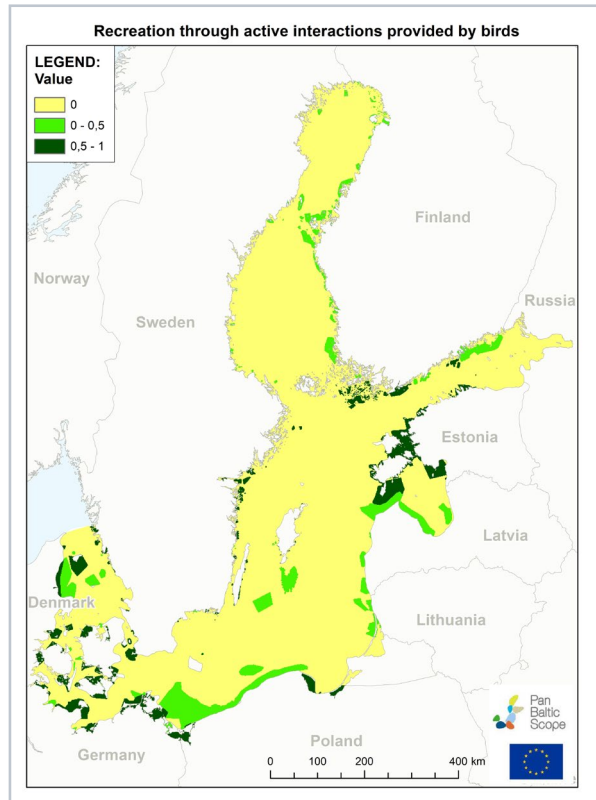 Recreation through active interactions provided by birds
LEGEND:
Value
0
0 - 0,5
0,5 - 1
Finland
Norway
Russia
Sweden
Estonia
Latvia
Denmark
Lithuania
Pan
Baltic
Scope
Poland
Germany
0 100 200 400 km